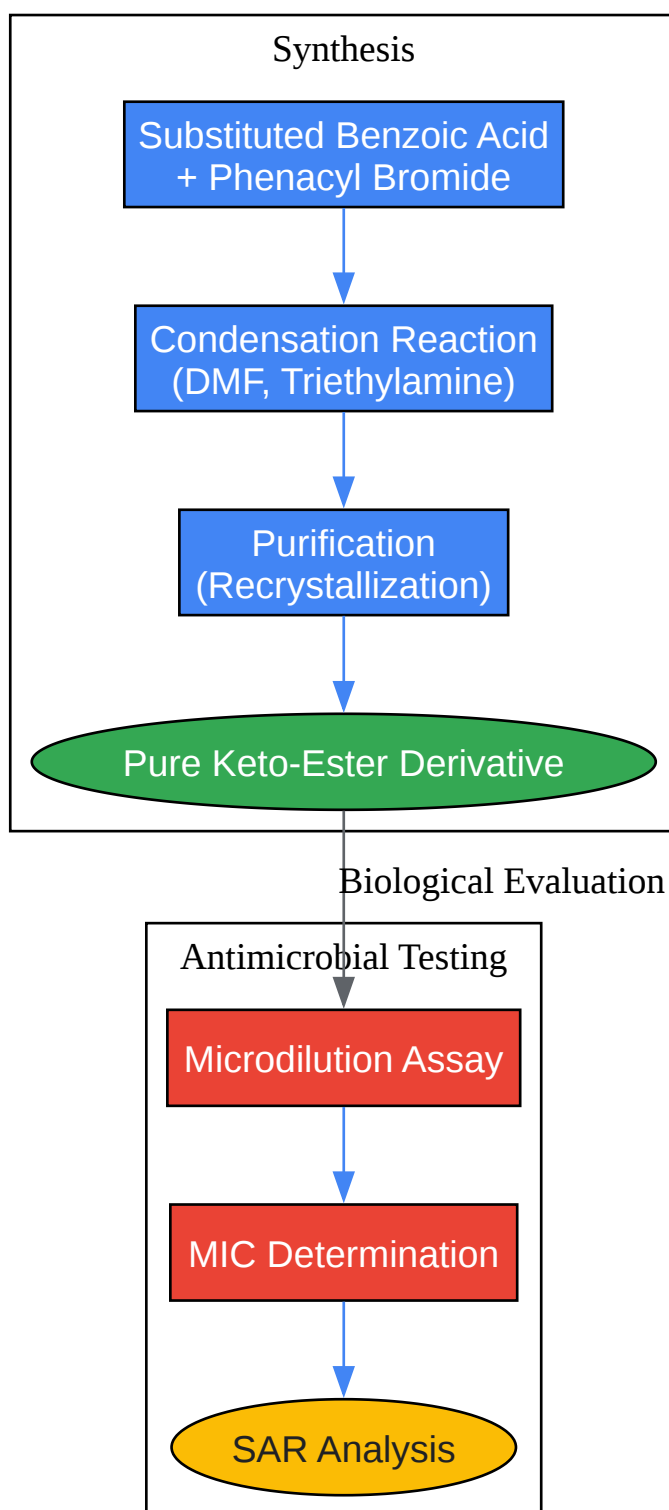 Synthesis
Substituted Benzoic Acid
+ Phenacyl Bromide
Condensation Reaction
(DMF, Triethylamine)
Purification
(Recrystallization)
Pure Keto-Ester Derivative
Biological Evaluation
Antimicrobial Testing
Microdilution Assay
MIC Determination
SAR Analysis